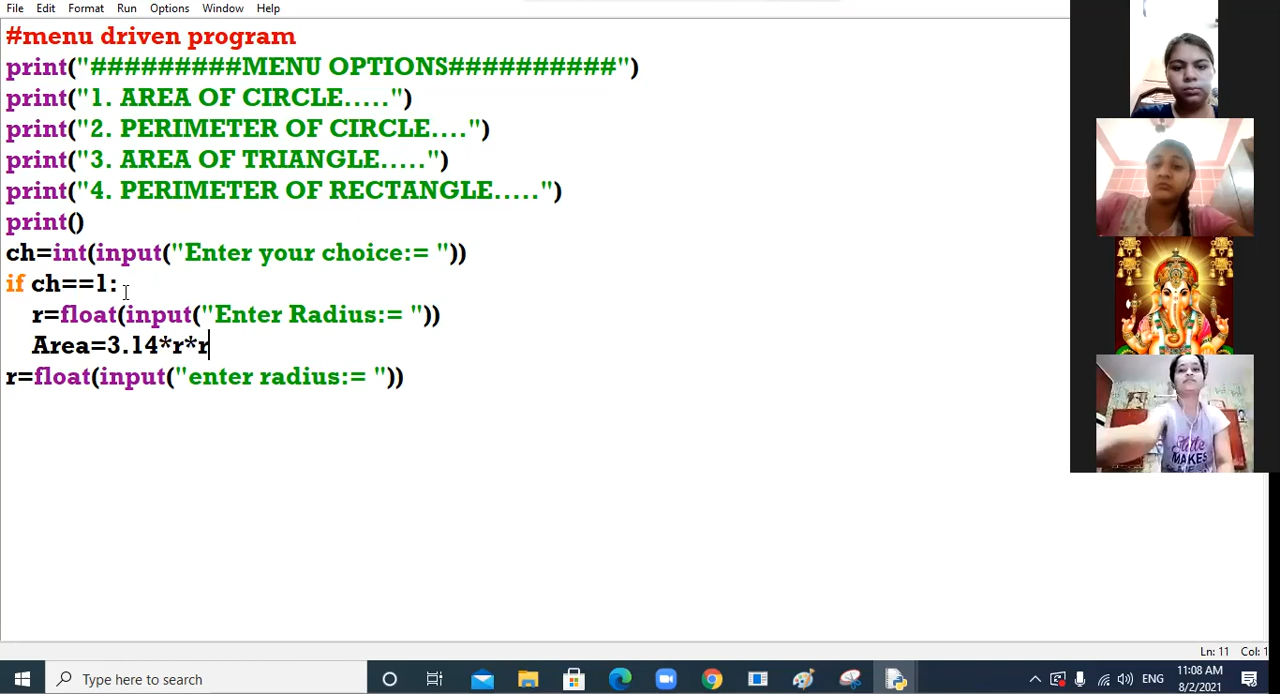 File Edit Format Run Options Window Help
#menu driven program
print("#########MENU OPTIONS##########")
print("1. AREA OF CIRCLE.....")
print("2. PERIMETER OF CIRCLE....")
print("3. AREA OF TRIANGLE.....")
print("4. PERIMETER OF RECTANGLE.....")
print()
ch=int(input("Enter your choice:= "))
if ch==1:
r=float(input("Enter Radius:= "))
Area=3.14*r*r
r=float(input("enter radius:= "))
MAKES
Ln: 11 Col: 1
Type here to search
ENG
11:08 AM
8/2/2021